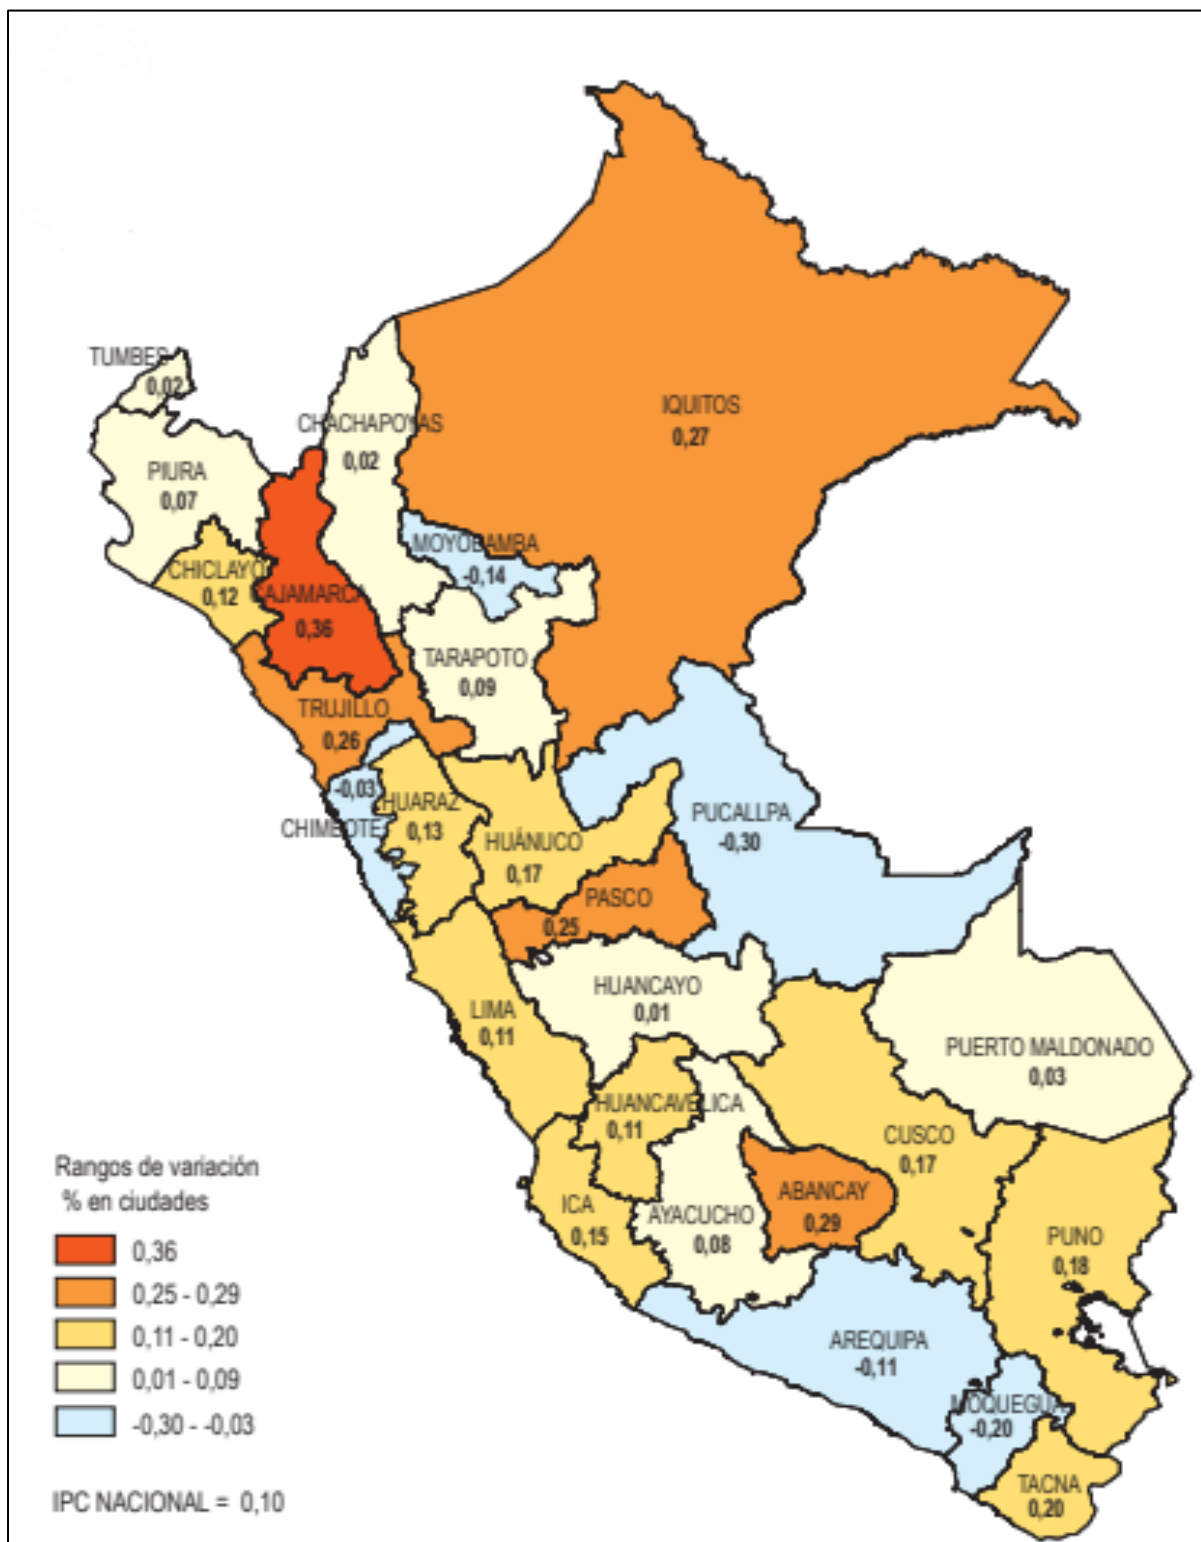 TUMBES
0,02
CHACHAPOYAS
0,02
IQUITOS
0,27
PIURA
0,07
MOYOBAMBA
-0,14
CHICLAYO
0,12
CAJAMARCA
0,36
TARAPOTO
0,09
TRUJILLO
0,26
-0,03
CHIMBOTE
HUARAZ
0,13
HUÁNUCO
0,17
PUCALLPA
-0,30
PASCO
0,25
HUANCAYO
0,01
LIMA
0,11
PUERTO MALDONADO
0,03
HUANCAVELICA
0,11
CUSCO
0,17
ABANCAY
0,29
ICA
0,15
AYACUCHO
0,08
PUNO
0,18
AREQUIPA
-0,11
MOQUEGUA
-0,20
TACNA
0,20
Rangos de variación
% en ciudades
0,36
0,25 - 0,29
0,11 - 0,20
0,01 - 0,09
-0,30 - -0,03
IPC NACIONAL = 0,10